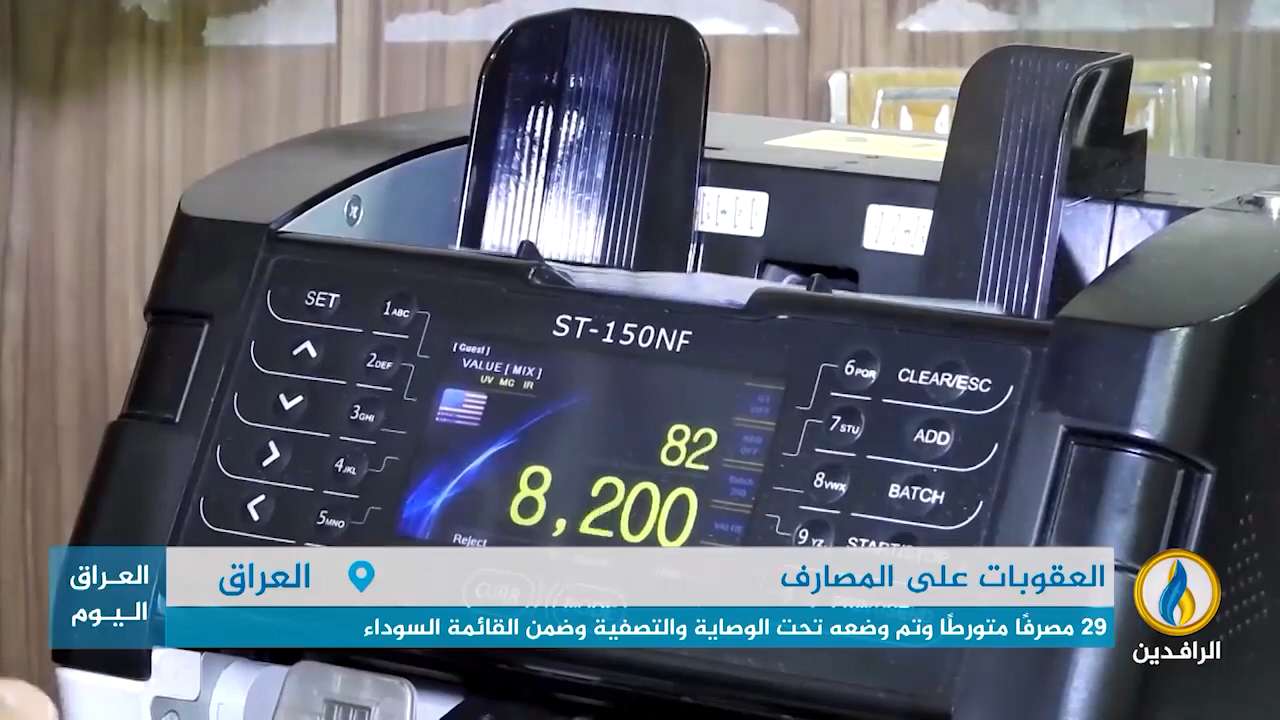 ST-150NF
SET
1ABC
2DEF
3GHI
4JKL
5MNO
[Guest]
VALUE [ MIX ]
UV MG IR
82
8,200
Reject
6PQR
CLEAR/ESC
7STU
ADD
8VWX
BATCH
9YZ
العقوبات على المصارف
العراق
29 مصرفًا متورطًا وتم وضعه تحت الوصاية والتصفية وضمن القائمة السوداء
العراق
اليوم
الرافدين